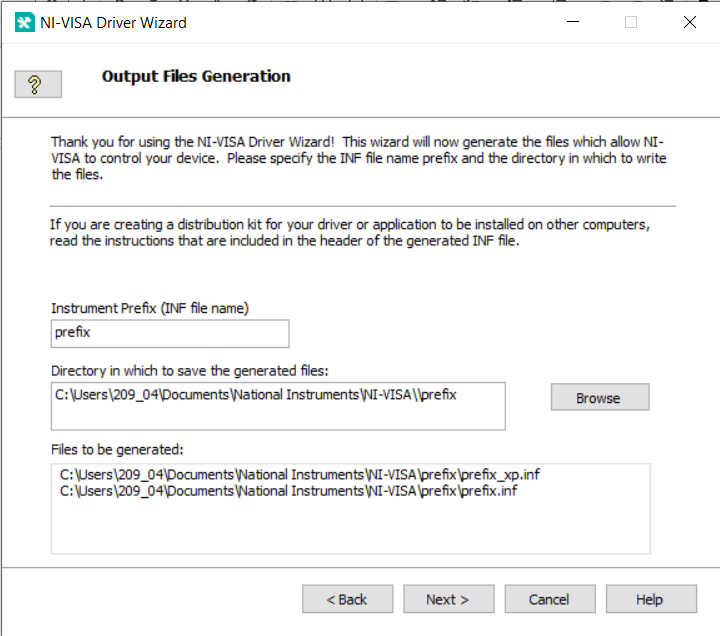 NI-VISA Driver Wizard
?
Output Files Generation
Thank you for using the NI-VISA Driver Wizard!  This wizard will now generate the files which allow NI-
VISA to control your device.  Please specify the INF file name prefix and the directory in which to write
the files.
If you are creating a distribution kit for your driver or application to be installed on other computers,
read the instructions that are included in the header of the generated INF file.
Instrument Prefix (INF file name)
prefix
Directory in which to save the generated files:
C:\Users\209_04\Documents\National Instruments\NI-VISA\\prefix
Browse
Files to be generated:
C:\Users\209_04\Documents\National Instruments\NI-VISA\prefix\prefix_xp.inf
C:\Users\209_04\Documents\National Instruments\NI-VISA\prefix\prefix.inf
< Back Next > Cancel Help